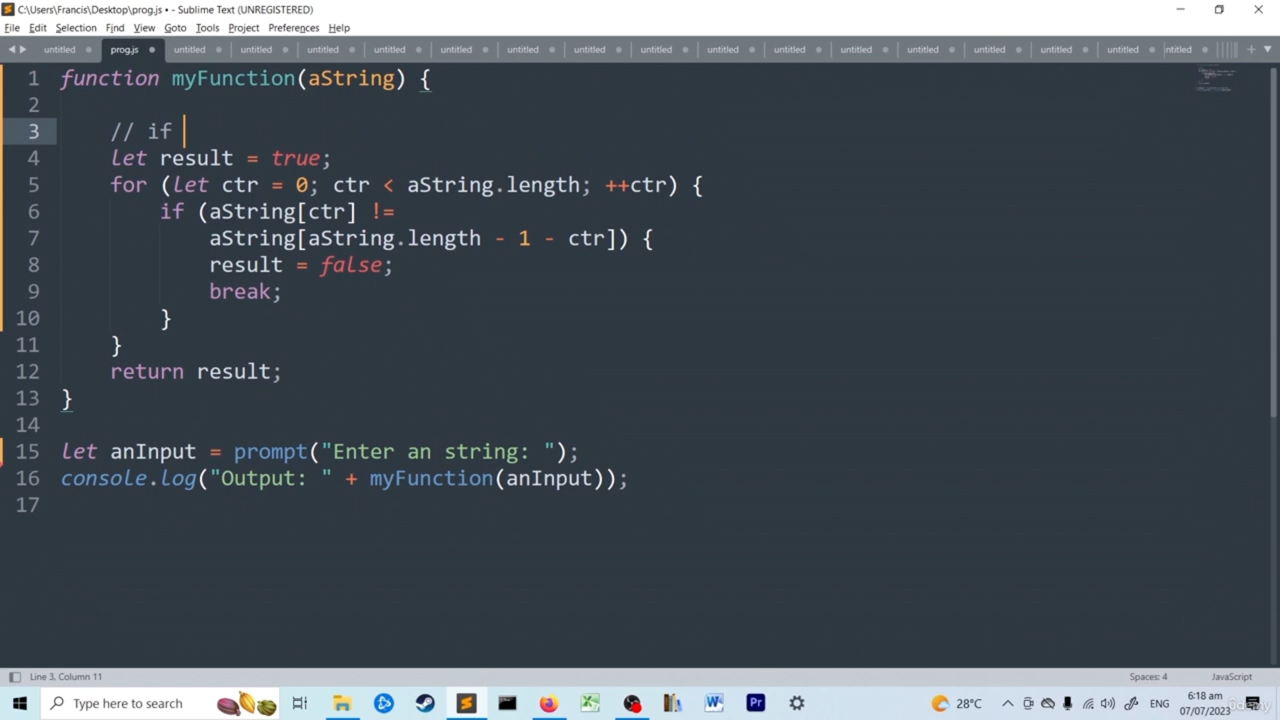 C:\Users\Francis\Desktop\prog.js • - Sublime Text (UNREGISTERED)
File Edit Selection Find View Goto Tools Project Preferences Help
untitled prog.js untitled untitled untitled untitled untitled untitled untitled untitled untitled untitled untitled untitled untitled untitled untitled ntitled
1 function myFunction(aString) {
2
3 // if
4 let result = true;
5 for (let ctr = 0; ctr < aString.length; ++ctr) {
6 if (aString[ctr] !=
7 aString[aString.length - 1 - ctr]) {
8 result = false;
9 break;
10 }
11 }
12 return result;
13 }
14
15 let anInput = prompt("Enter an string: ");
16 console.log("Output: " + myFunction(anInput));
17
Line 3, Column 11 Spaces: 4 JavaScript
Type here to search 28°C ENG 6:18 am
07/07/2023
Udemy